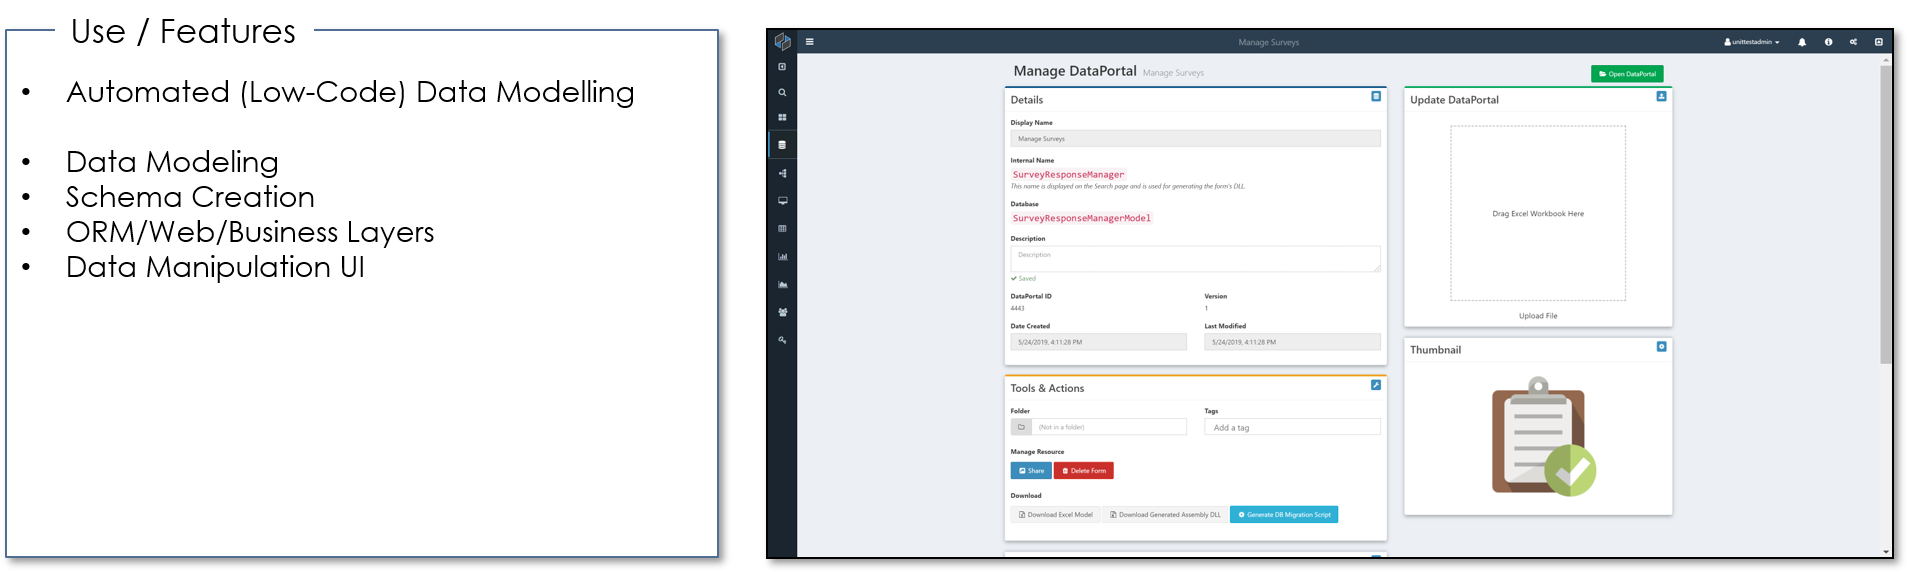 Use / Features
• Automated (Low-Code) Data Modelling
• Data Modeling
• Schema Creation
• ORM/Web/Business Layers
• Data Manipulation UI
Manage Surveys
unittestadmin
Manage DataPortal Manage Surveys
Open DataPortal
Details
Display Name
Manage Surveys
Internal Name
SurveyResponseManager
This name is displayed on the Search page and is used for generating the form's DLL.
Database
SurveyResponseManagerModel
Description
Description
Saved
DataPortal ID Version
4443 1
Date Created Last Modified
5/24/2019, 4:11:28 PM 5/24/2019, 4:11:28 PM
Tools & Actions
Folder Tags
(Not in a folder) Add a tag
Manage Resource
Share Delete Form
Download
Download Excel Model Download Generated Assembly DLL Generate DB Migration Script
Update DataPortal
Drag Excel Workbook Here
Upload File
Thumbnail